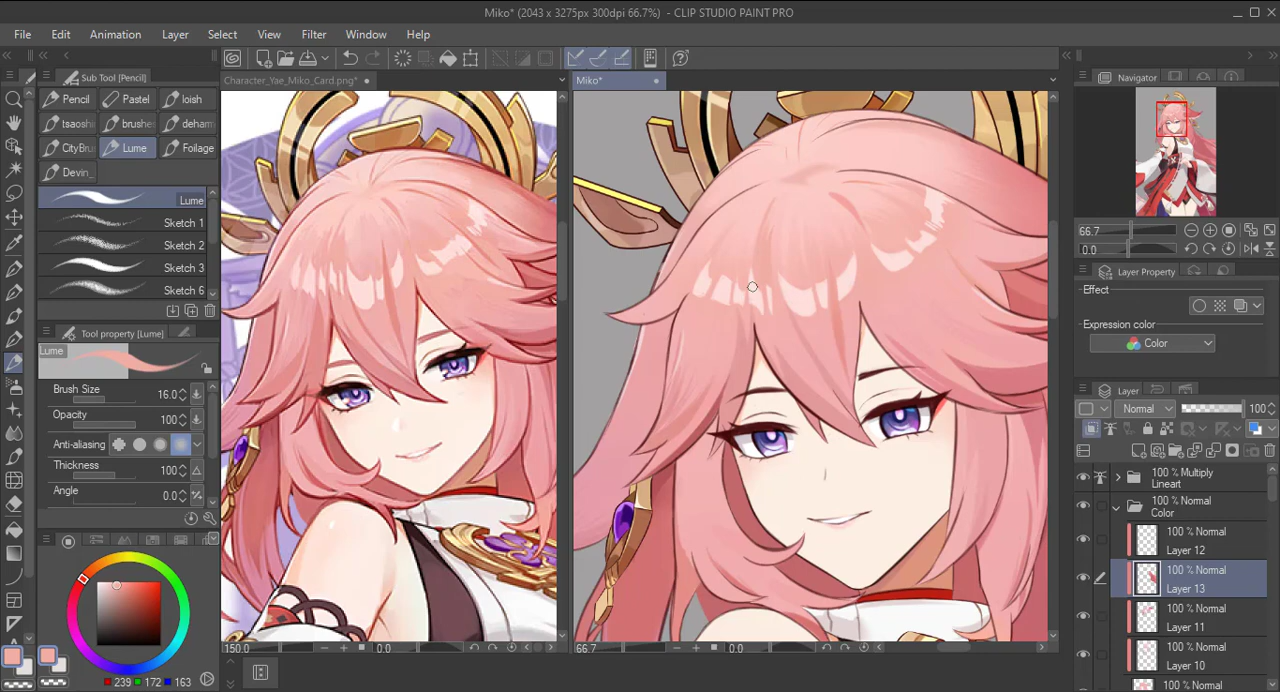 Miko* (2043 x 3275px 300dpi 66.7%) - CLIP STUDIO PAINT PRO
File Edit Animation Layer Select View Filter Window Help
Sub Tool [Pencil]
Character_Yae_Miko_Card.png*
Miko*
Navigator
Pencil Pastel loish
tsaoshi brushes deharm
CityBru Lume Foliage
Devin_
Lume
Sketch 1
Sketch 2
Sketch 3
Sketch 6
Tool property [Lume]
Lume
Brush Size 16.0
Opacity 100
Anti-aliasing
Thickness 100
Angle 0.0
239 172 163
150.0 0.0
66.7 0.0
66.7
0.0
Layer Property
Effect
Expression color
Color
Layer
Normal 100
100 % Multiply
Lineart
100 % Normal
Color
100 % Normal
Layer 12
100 % Normal
Layer 13
100 % Normal
Layer 11
100 % Normal
Layer 10
100 % Normal